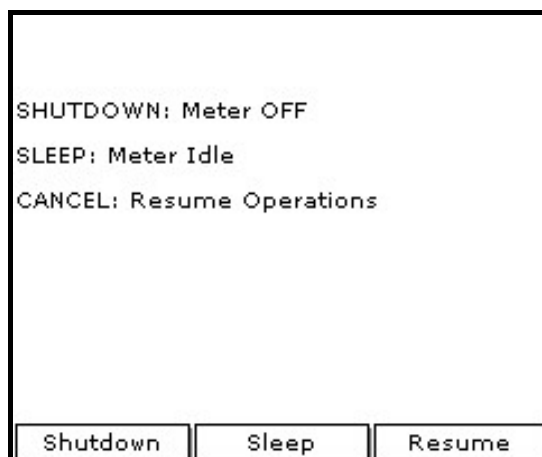 SHUTDOWN: Meter OFF
SLEEP: Meter Idle
CANCEL: Resume Operations
Shutdown Sleep Resume